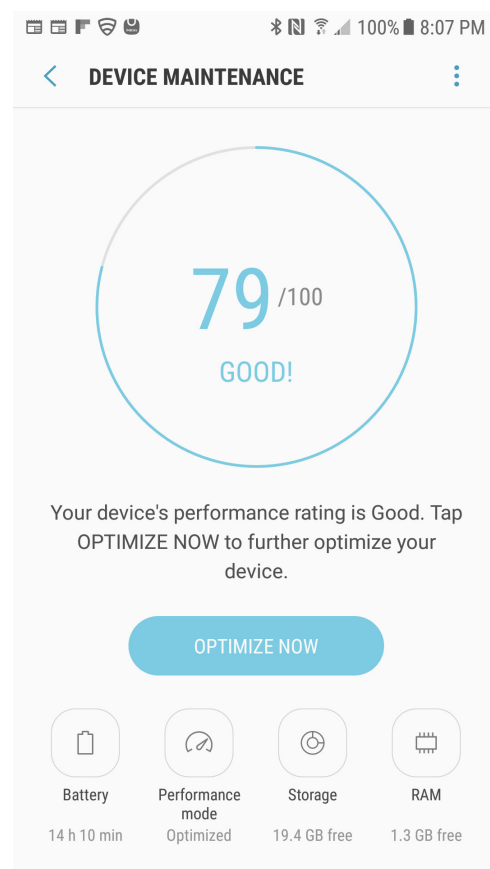 100% 8:07 PM
DEVICE MAINTENANCE
79 /100
GOOD!
Your device's performance rating is Good. Tap
OPTIMIZE NOW to further optimize your
device.
OPTIMIZE NOW
Battery
14 h 10 min
Performance
mode
Optimized
Storage
19.4 GB free
RAM
1.3 GB free